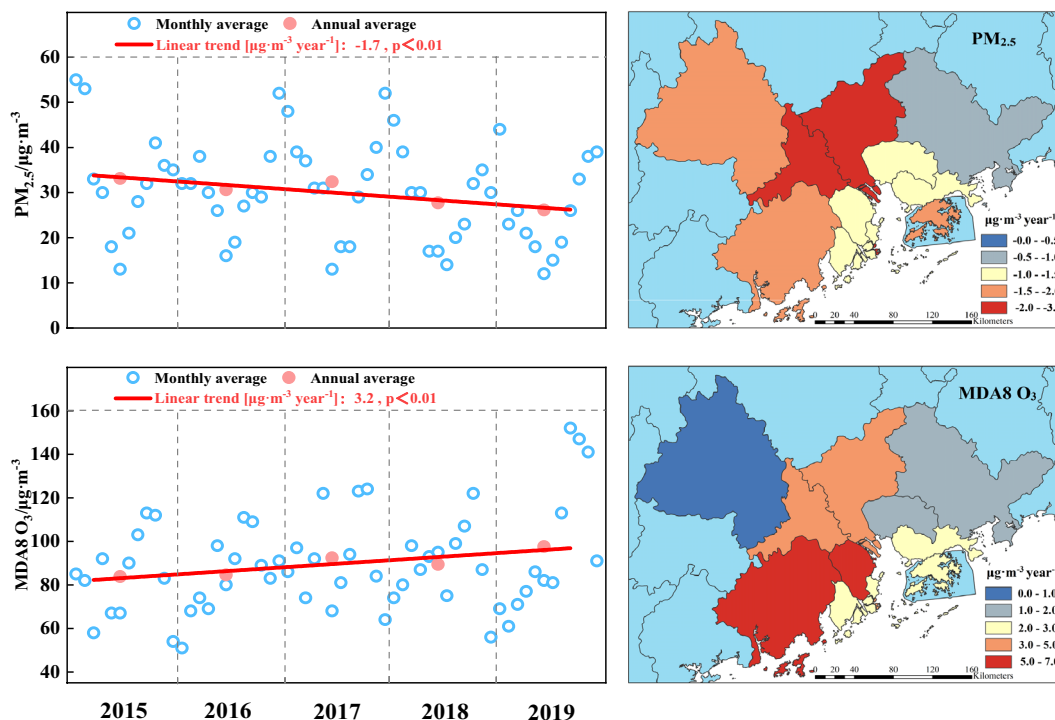 Monthly average Annual average
Linear trend [μg·m⁻³ year⁻¹]: -1.7 , p<0.01
60
50
40
30
20
10
0
PM₂.₅/μg·m⁻³
PM₂.₅
μg·m⁻³ year⁻¹
-0.0 - -0.5
-0.5 - -1.0
-1.0 - -1.5
-1.5 - -2.0
-2.0 - -3.
0 20 40 80 120 160
Kilometers
Monthly average Annual average
Linear trend [μg·m⁻³ year⁻¹]: 3.2 , p<0.01
160
140
120
100
80
60
40
MDA8 O₃/μg·m⁻³
2015 2016 2017 2018 2019
MDA8 O₃
μg·m⁻³ year⁻¹
0.0 - 1.0
1.0 - 2.0
2.0 - 3.0
3.0 - 5.0
5.0 - 7.0
0 20 40 80 120 160
Kilometers